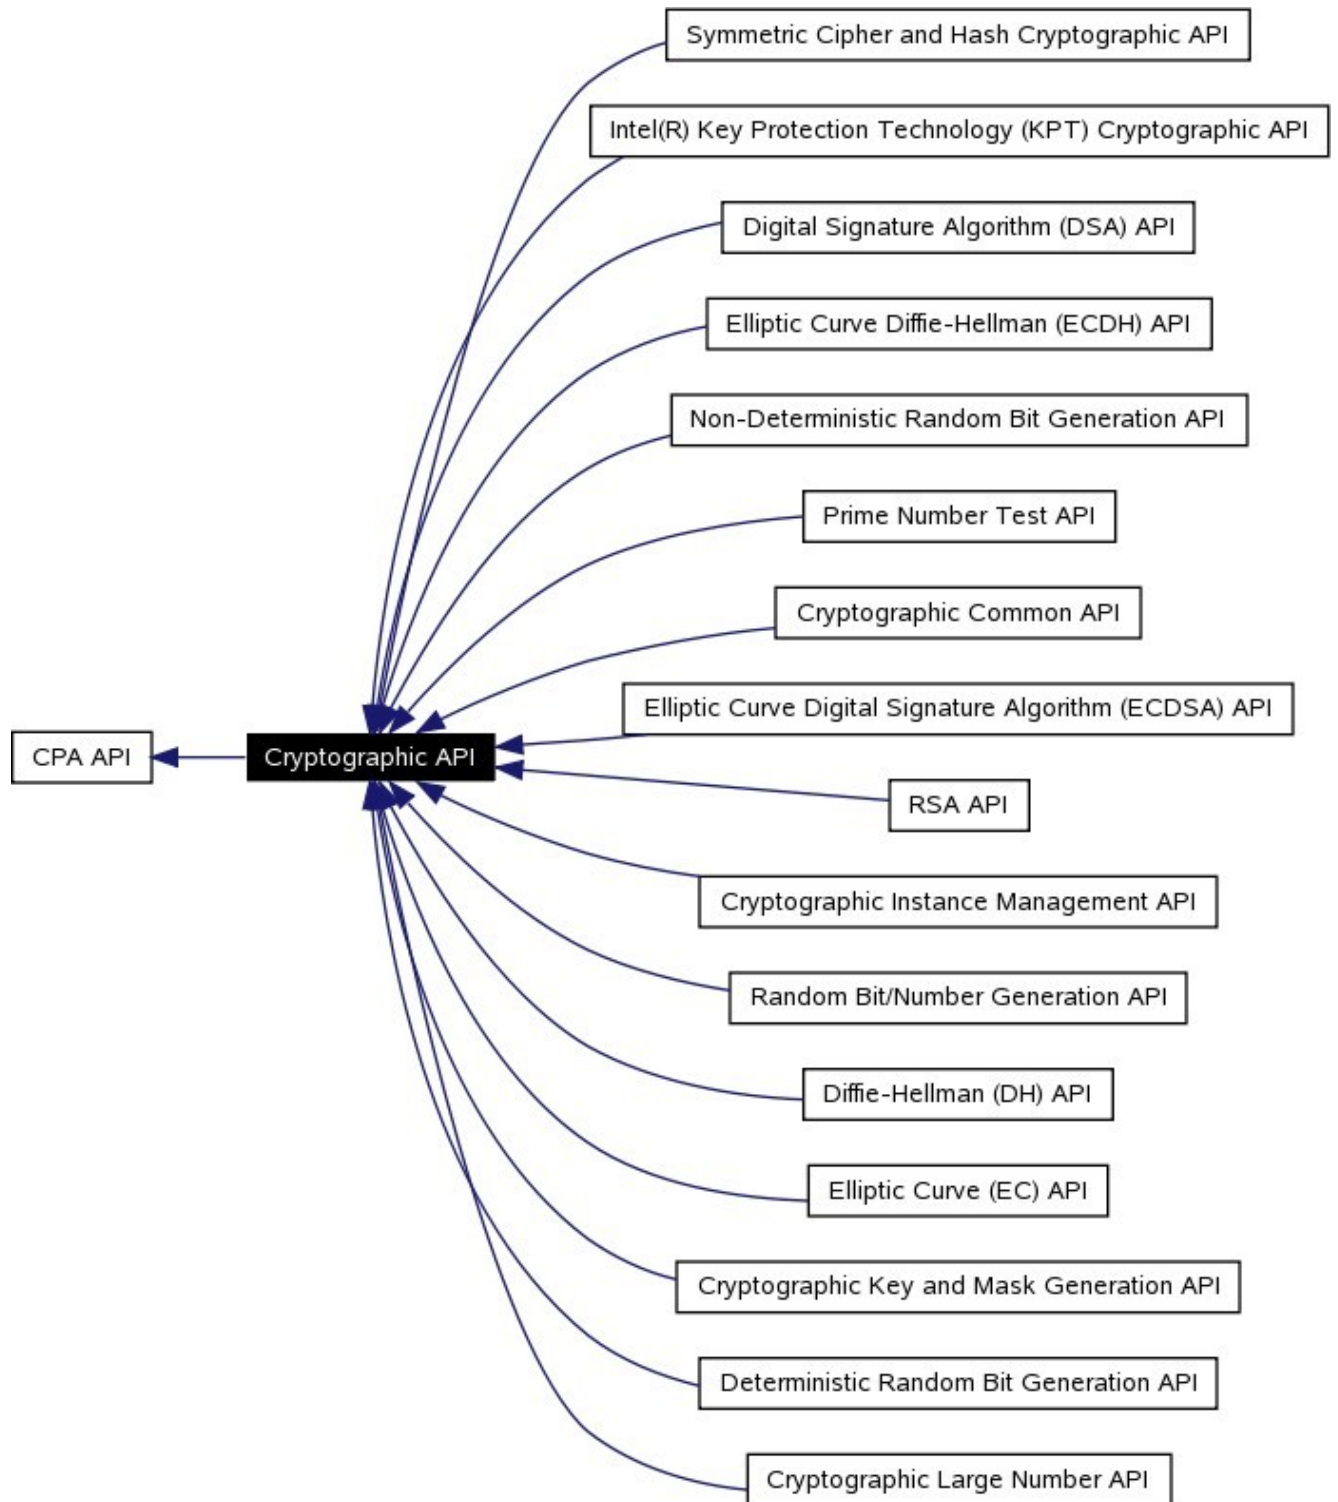 Symmetric Cipher and Hash Cryptographic API
Intel(R) Key Protection Technology (KPT) Cryptographic API
Digital Signature Algorithm (DSA) API
Elliptic Curve Diffie-Hellman (ECDH) API
Non-Deterministic Random Bit Generation API
Prime Number Test API
Cryptographic Common API
Elliptic Curve Digital Signature Algorithm (ECDSA) API
CPA API
Cryptographic API
RSA API
Cryptographic Instance Management API
Random Bit/Number Generation API
Diffie-Hellman (DH) API
Elliptic Curve (EC) API
Cryptographic Key and Mask Generation API
Deterministic Random Bit Generation API
Cryptographic Large Number API